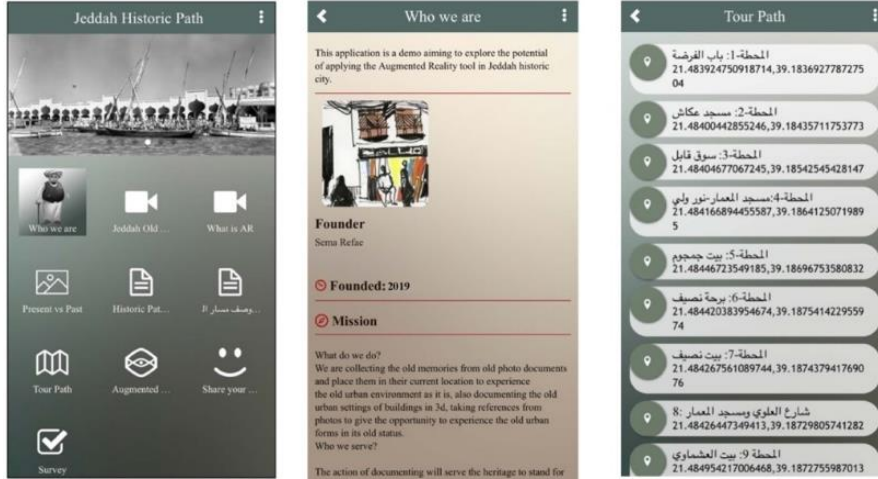 Jeddah Historic Path
Who we are
Jeddah Old ...
What is AR
Present vs Past
Historic Pat...
وصف مسار ال...
Tour Path
Augmented ...
Share your ...
Survey
Who we are
This application is a demo aiming to explore the potential
of applying the Augmented Reality tool in Jeddah historic
city.
Founder
Sema Refae
Founded: 2019
Mission
What do we do?
We are collecting the old memories from old photo documents
and place them in their current location to experience
the old urban environment as it is, also documenting the old
urban settings of buildings in 3d, taking references from
photos to give the opportunity to experience the old urban
forms in its old status.
Who we serve?
The action of documenting will serve the heritage to stand for
Tour Path
المحطة-1: باب الفرضة
21.483924750918714,39.1836927787275
04
المحطة-2: مسجد عكاش
21.48400442855246,39.18435711753773
المحطة-3: سوق قابل
21.48404677067245,39.18542545428147
المحطة-4:مسجد المعمار-نور ولي
21.484166894455587,39.1864125071989
5
المحطة-5: بيت جمجوم
21.48446723549185,39.18696753580832
المحطة-6: برحة نصيف
21.484420383954674,39.1875414229559
74
المحطة-7: بيت نصيف
21.484267561089744,39.1874379417690
76
شارع العلوي ومسجد المعمار :8
21.48426447349413,39.18729805741282
المحطة 9: بيت العشماوي
21.48495421700646​8,39.1872755987013